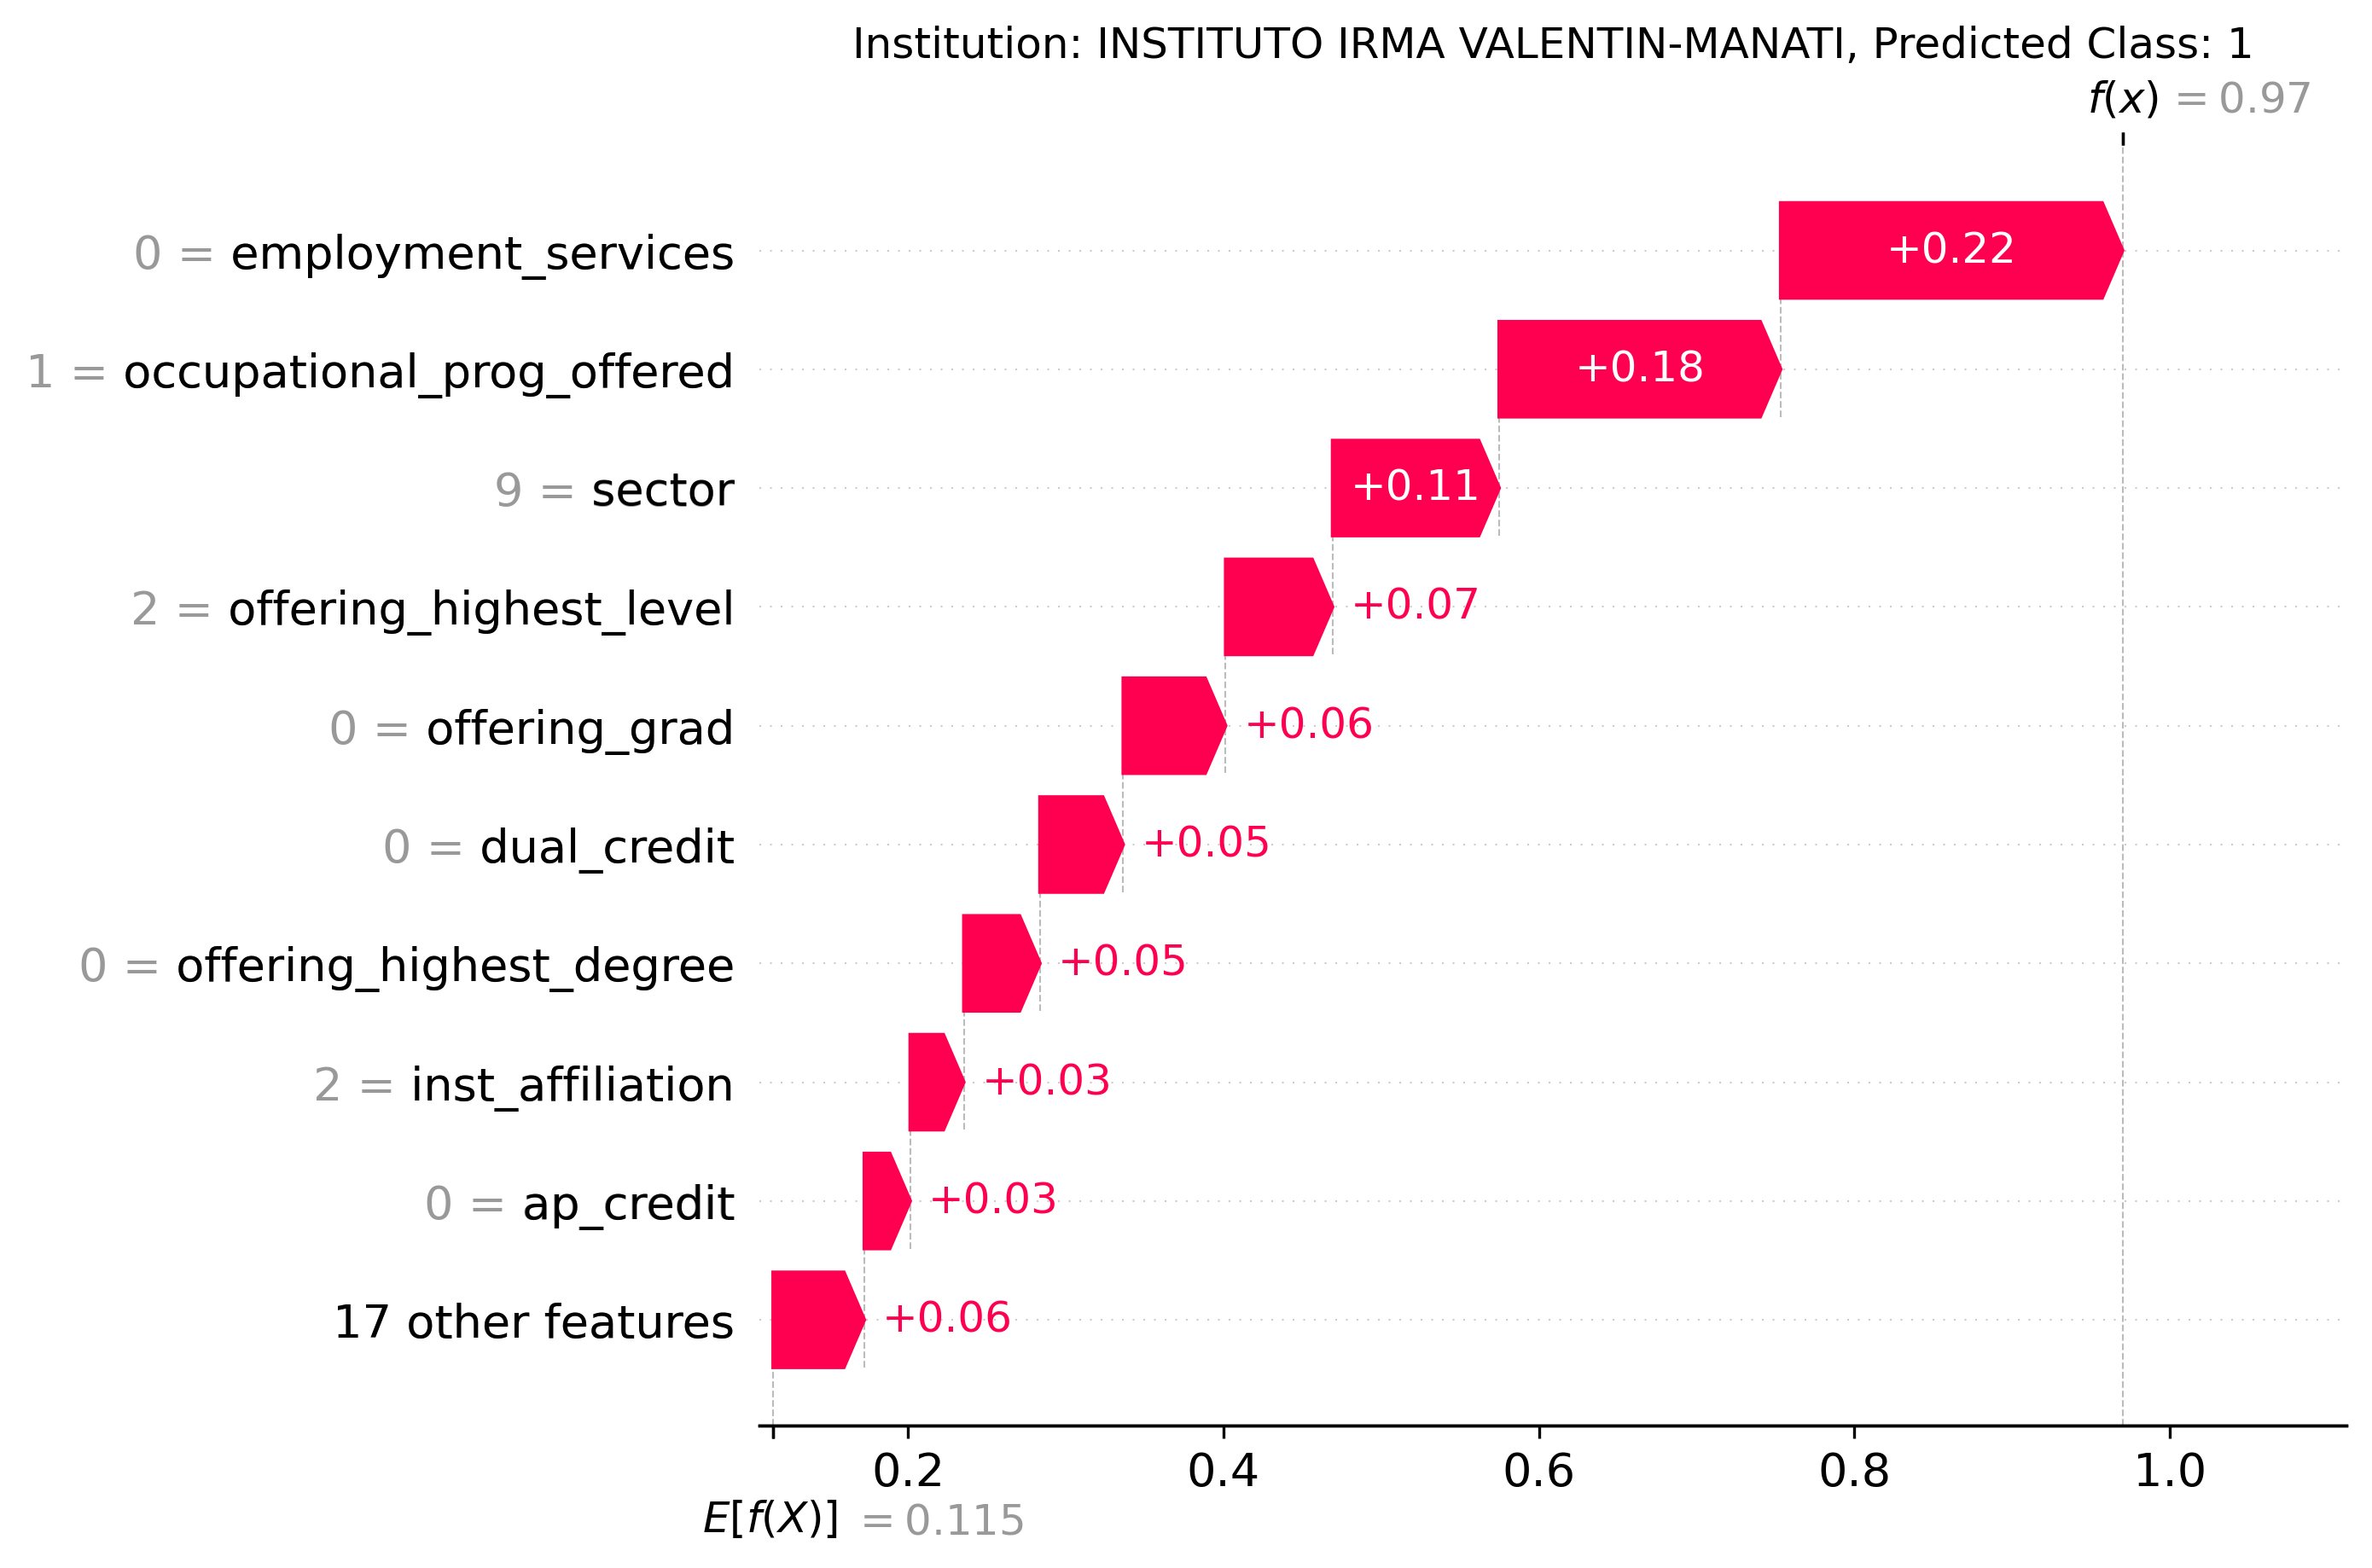 Institution: INSTITUTO IRMA VALENTIN-MANATI, Predicted Class: 1
f(x) = 0.97
0 = employment_services +0.22
1 = occupational_prog_offered +0.18
9 = sector +0.11
2 = offering_highest_level +0.07
0 = offering_grad +0.06
0 = dual_credit +0.05
0 = offering_highest_degree +0.05
2 = inst_affiliation +0.03
0 = ap_credit +0.03
17 other features +0.06
0.2 0.4 0.6 0.8 1.0
E[f(X)] = 0.115